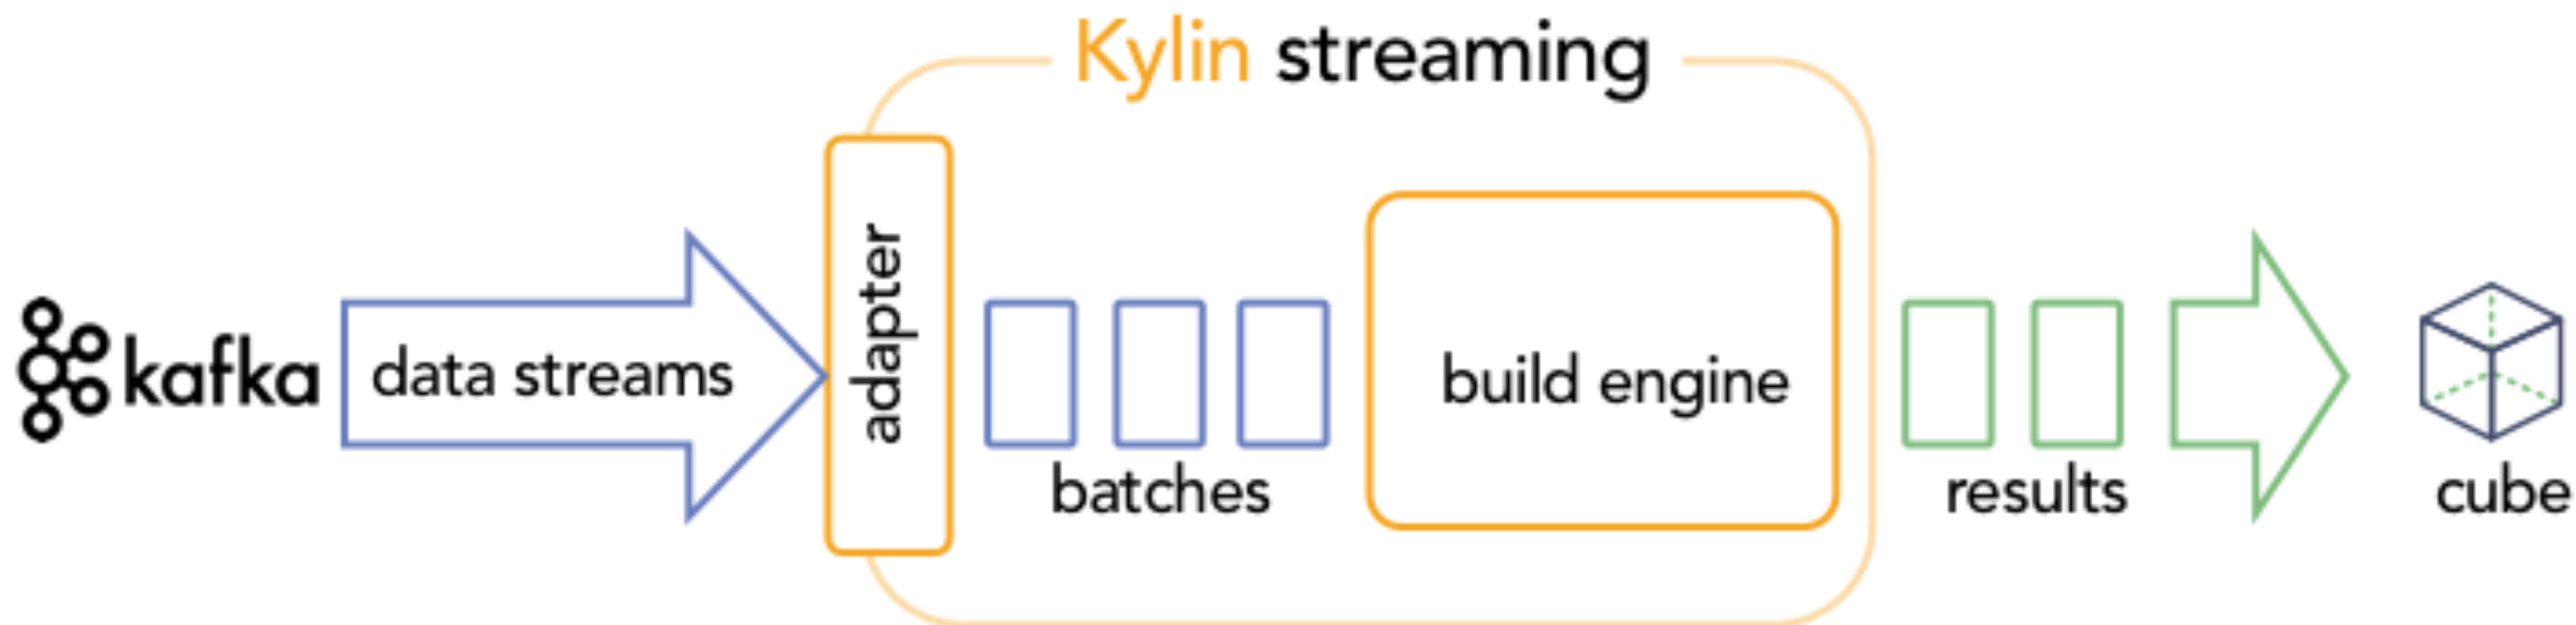 Kylin streaming
kafka
data streams
adapter
batches
build engine
results
cube